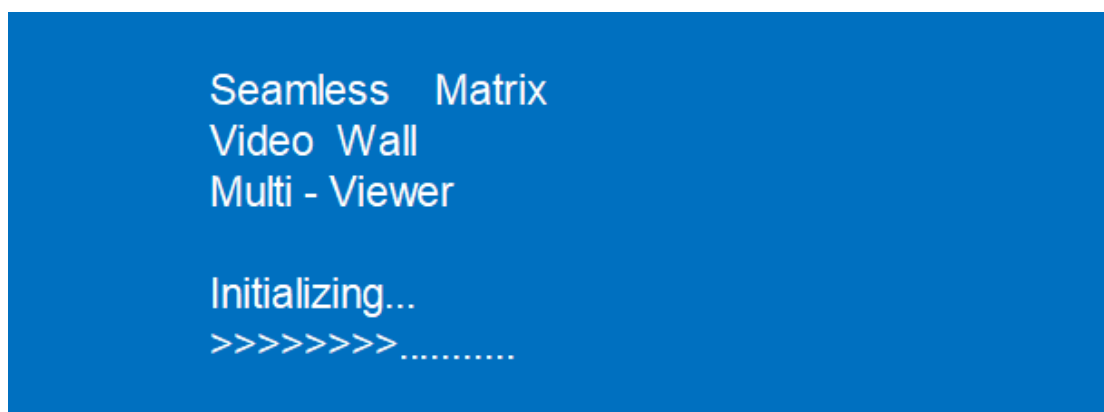 Seamless Matrix
Video Wall
Multi - Viewer
Initializing...
>>>>>>>>...........